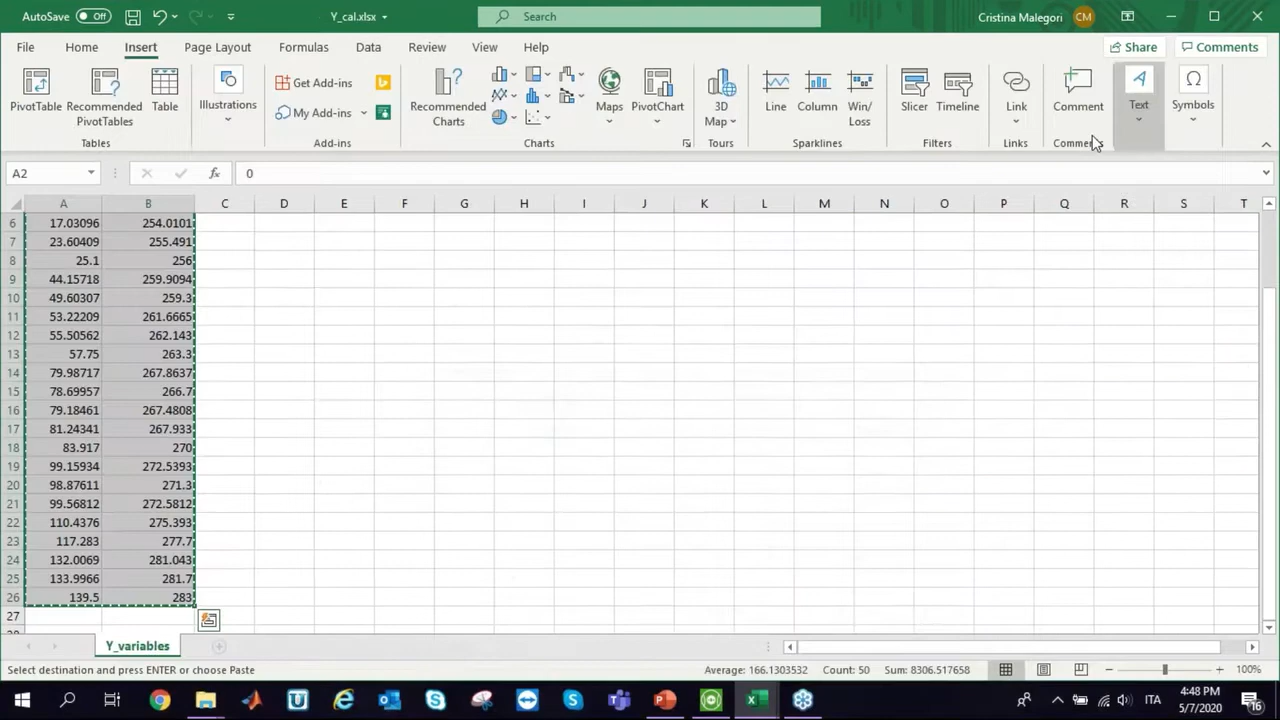 AutoSave Off Y_cal.xlsx Search Cristina Malegori CM
File Home Insert Page Layout Formulas Data Review View Help Share Comments
PivotTable Recommended PivotTables Table Illustrations Get Add-ins My Add-ins Recommended Charts Maps PivotChart 3D Map Line Column Win/Loss Slicer Timeline Link Comment Text Symbols
Tables Add-ins Charts Tours Sparklines Filters Links Comments
A2 fx 0
A B C D E F G H I J K L M N O P Q R S T
6 17.03096 254.0101
7 23.60409 255.491
8 25.1 256
9 44.15718 259.9094
10 49.60307 259.3
11 53.22209 261.6665
12 55.50562 262.143
13 57.75 263.3
14 79.98717 267.8637
15 78.69957 266.7
16 79.18461 267.4808
17 81.24341 267.933
18 83.917 270
19 99.15934 272.5393
20 98.87611 271.3
21 99.56812 272.5812
22 110.4376 275.393
23 117.283 277.7
24 132.0069 281.043
25 133.9966 281.7
26 139.5 283
27
Y_variables
Select destination and press ENTER or choose Paste Average: 166.1303532 Count: 50 Sum: 8306.517658 100%
ITA 4:48 PM
5/7/2020 16